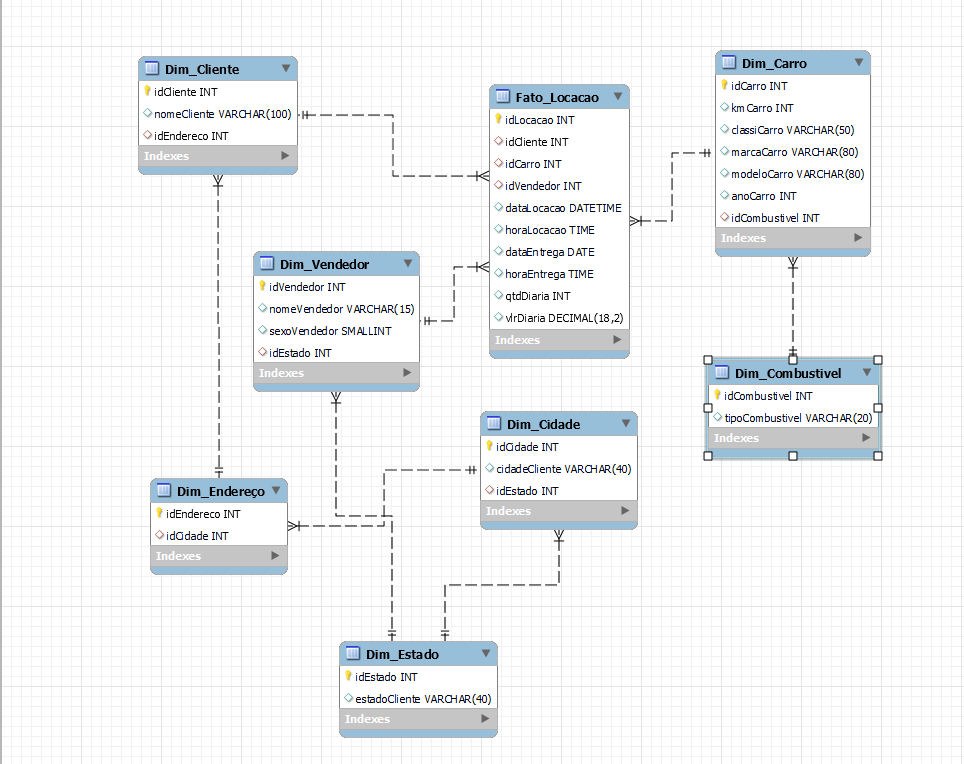 Dim_Cliente
idCliente INT
nomeCliente VARCHAR(100)
idEndereco INT
Indexes
Fato_Locacao
idLocacao INT
idCliente INT
idCarro INT
idVendedor INT
dataLocacao DATETIME
horaLocacao TIME
dataEntrega DATE
horaEntrega TIME
qtdDiaria INT
vlrDiaria DECIMAL(18,2)
Indexes
Dim_Carro
idCarro INT
kmCarro INT
classiCarro VARCHAR(50)
marcaCarro VARCHAR(80)
modeloCarro VARCHAR(80)
anoCarro INT
idCombustivel INT
Indexes
Dim_Vendedor
idVendedor INT
nomeVendedor VARCHAR(15)
sexoVendedor SMALLINT
idEstado INT
Indexes
Dim_Combustivel
idCombustivel INT
tipoCombustivel VARCHAR(20)
Indexes
Dim_Cidade
idCidade INT
cidadeCliente VARCHAR(40)
idEstado INT
Indexes
Dim_Endereço
idEndereco INT
idCidade INT
Indexes
Dim_Estado
idEstado INT
estadoCliente VARCHAR(40)
Indexes